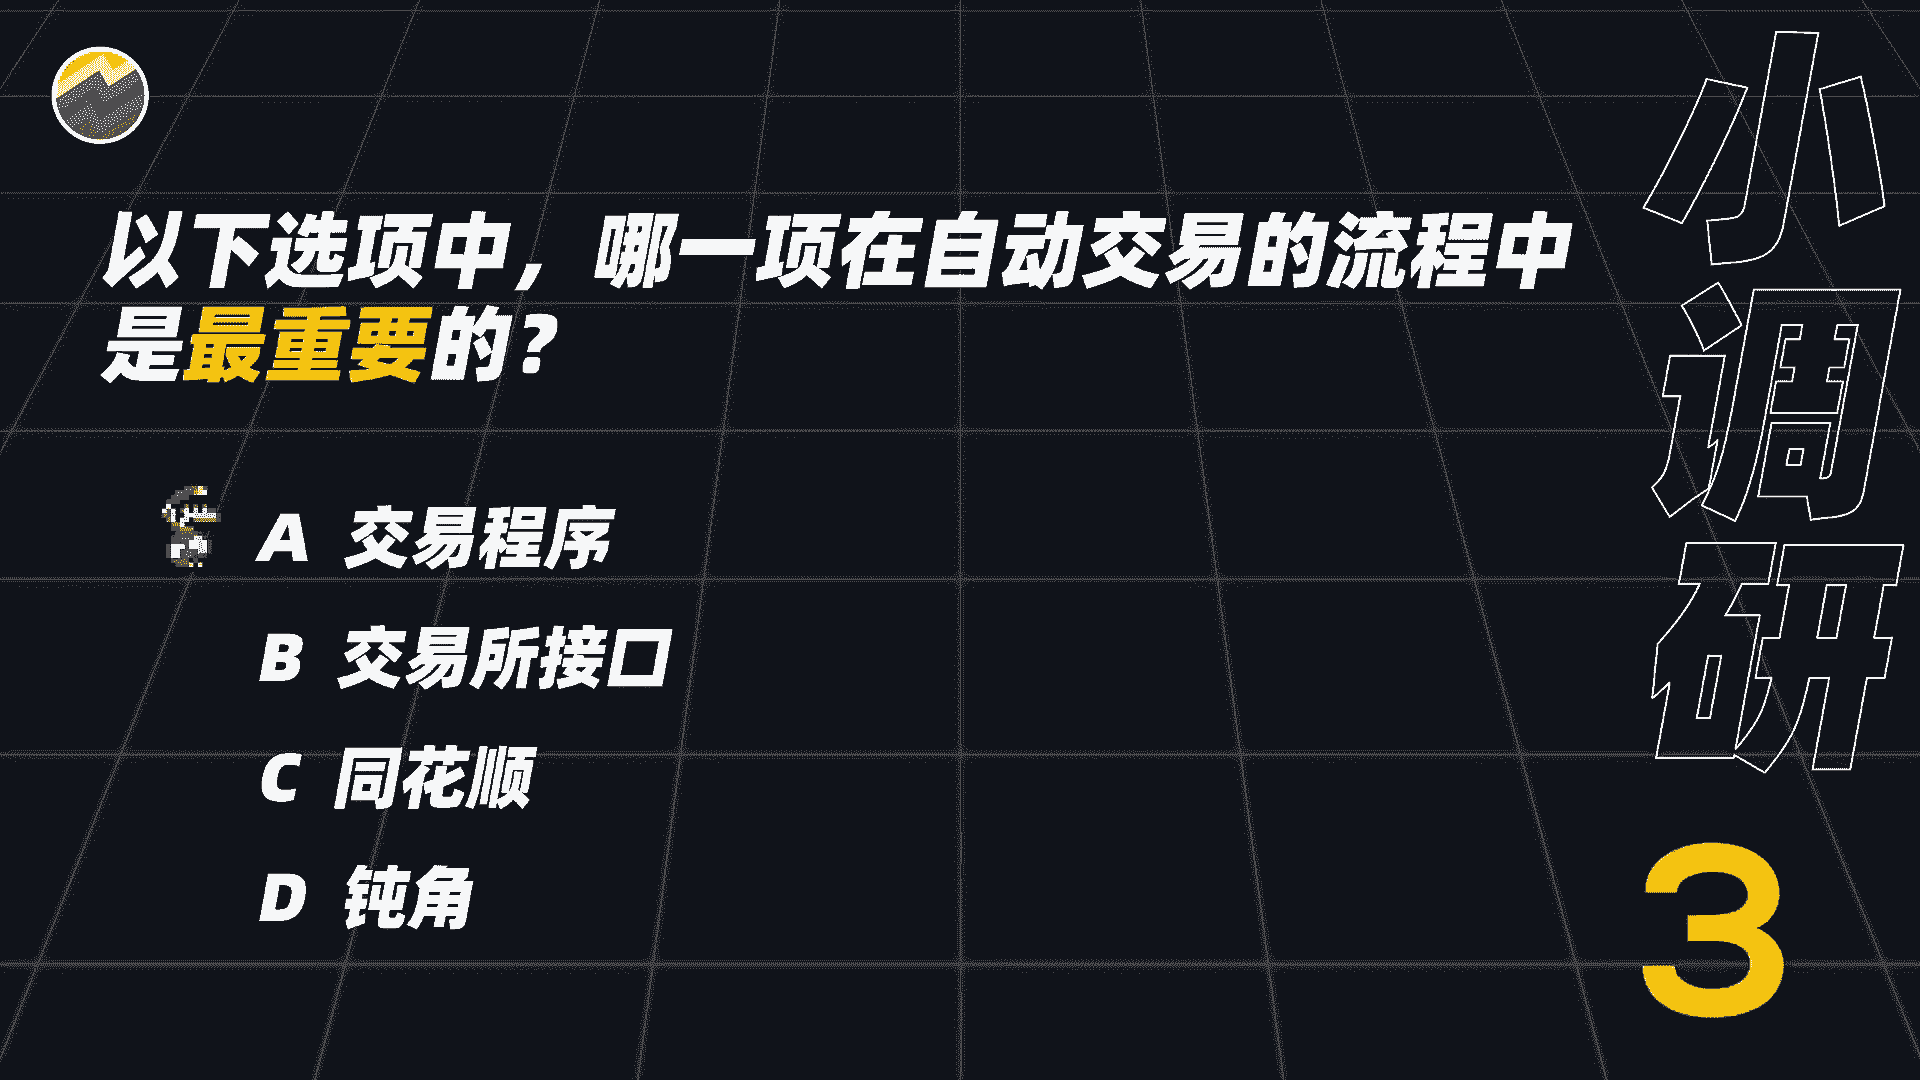 以下选项中，哪一项在自动交易的流程中
是最重要的？
A 交易程序
B 交易所接口
C 同花顺
D 钝角
小调研
3